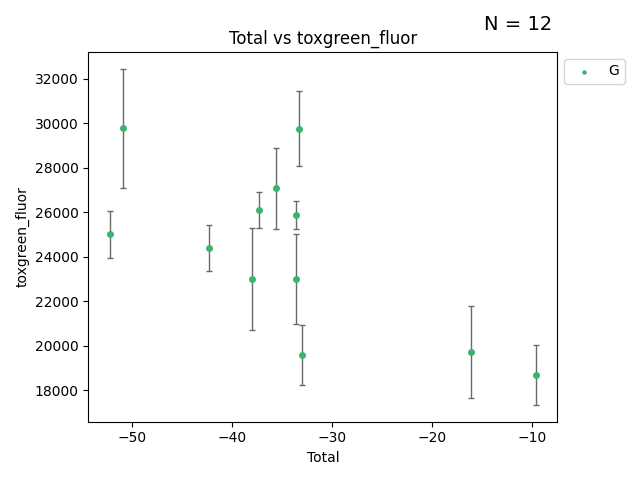 N = 12
Total vs toxgreen_fluor
G
32000
30000
28000
26000
24000
22000
20000
18000
toxgreen_fluor
−50 −40 −30 −20 −10
Total